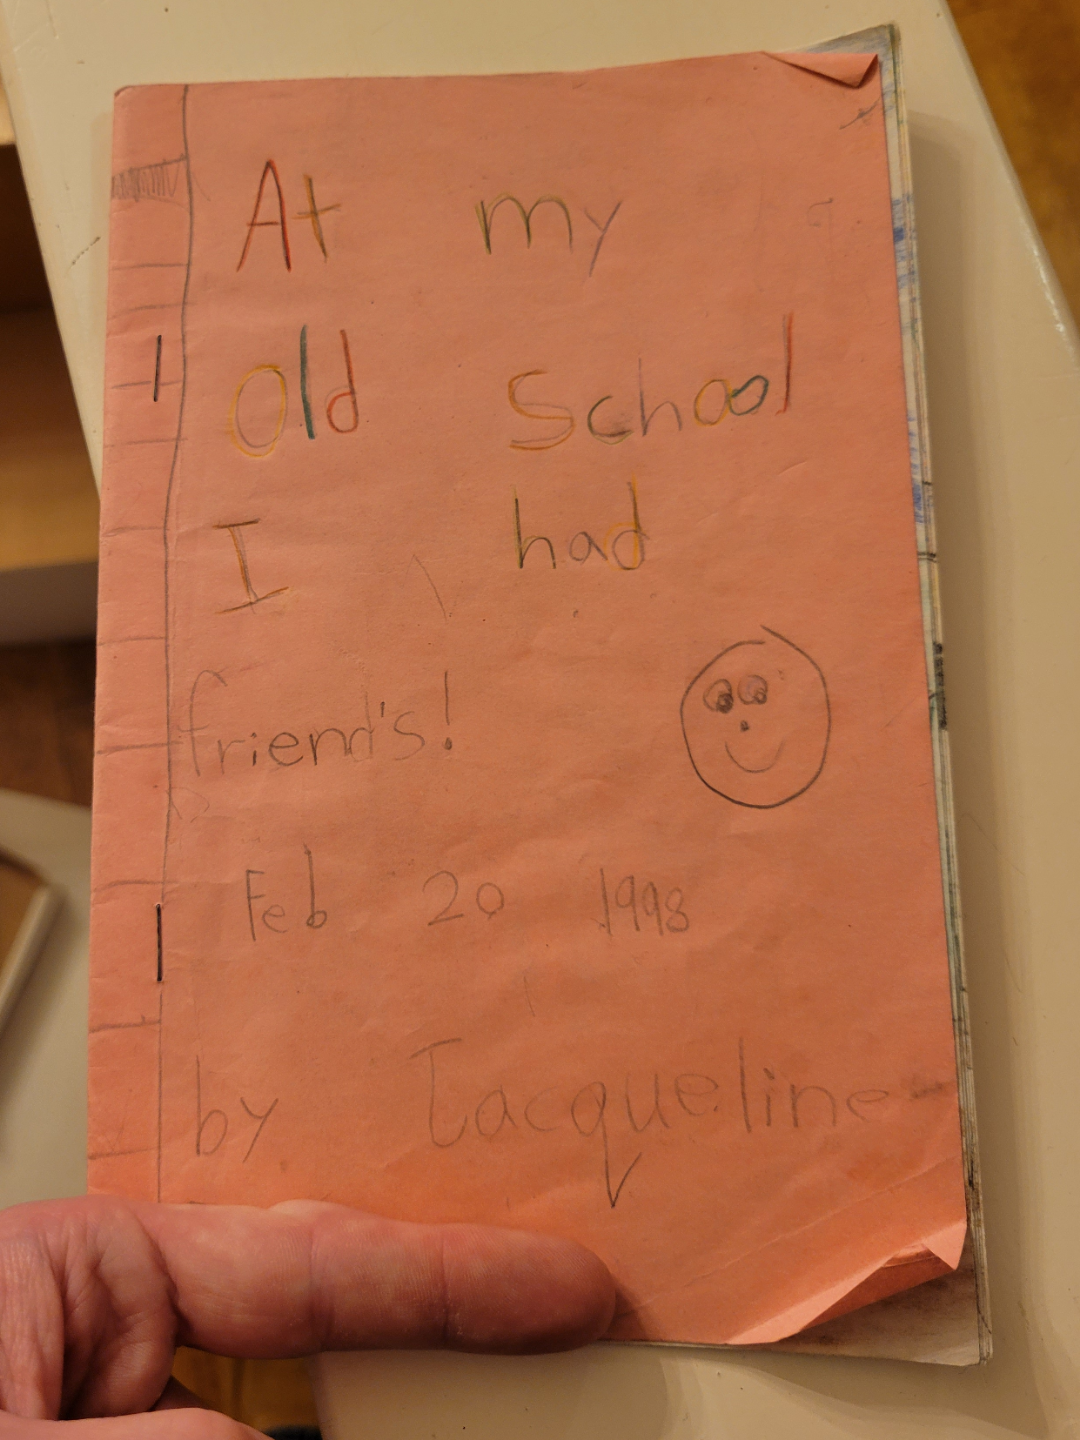 At my
Old School
I had
friend's!
Feb 20 1998
by Jacqueline